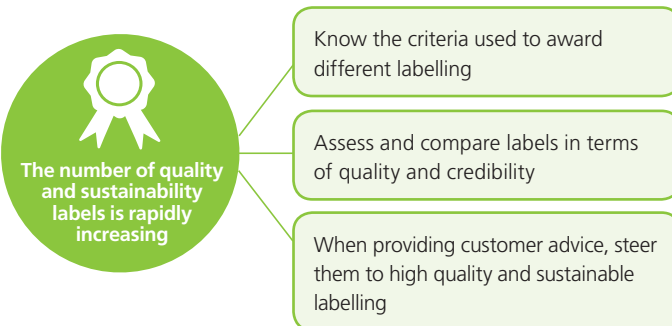 The number of quality
and sustainability
labels is rapidly
increasing
Know the criteria used to award
different labelling
Assess and compare labels in terms
of quality and credibility
When providing customer advice, steer
them to high quality and sustainable
labelling